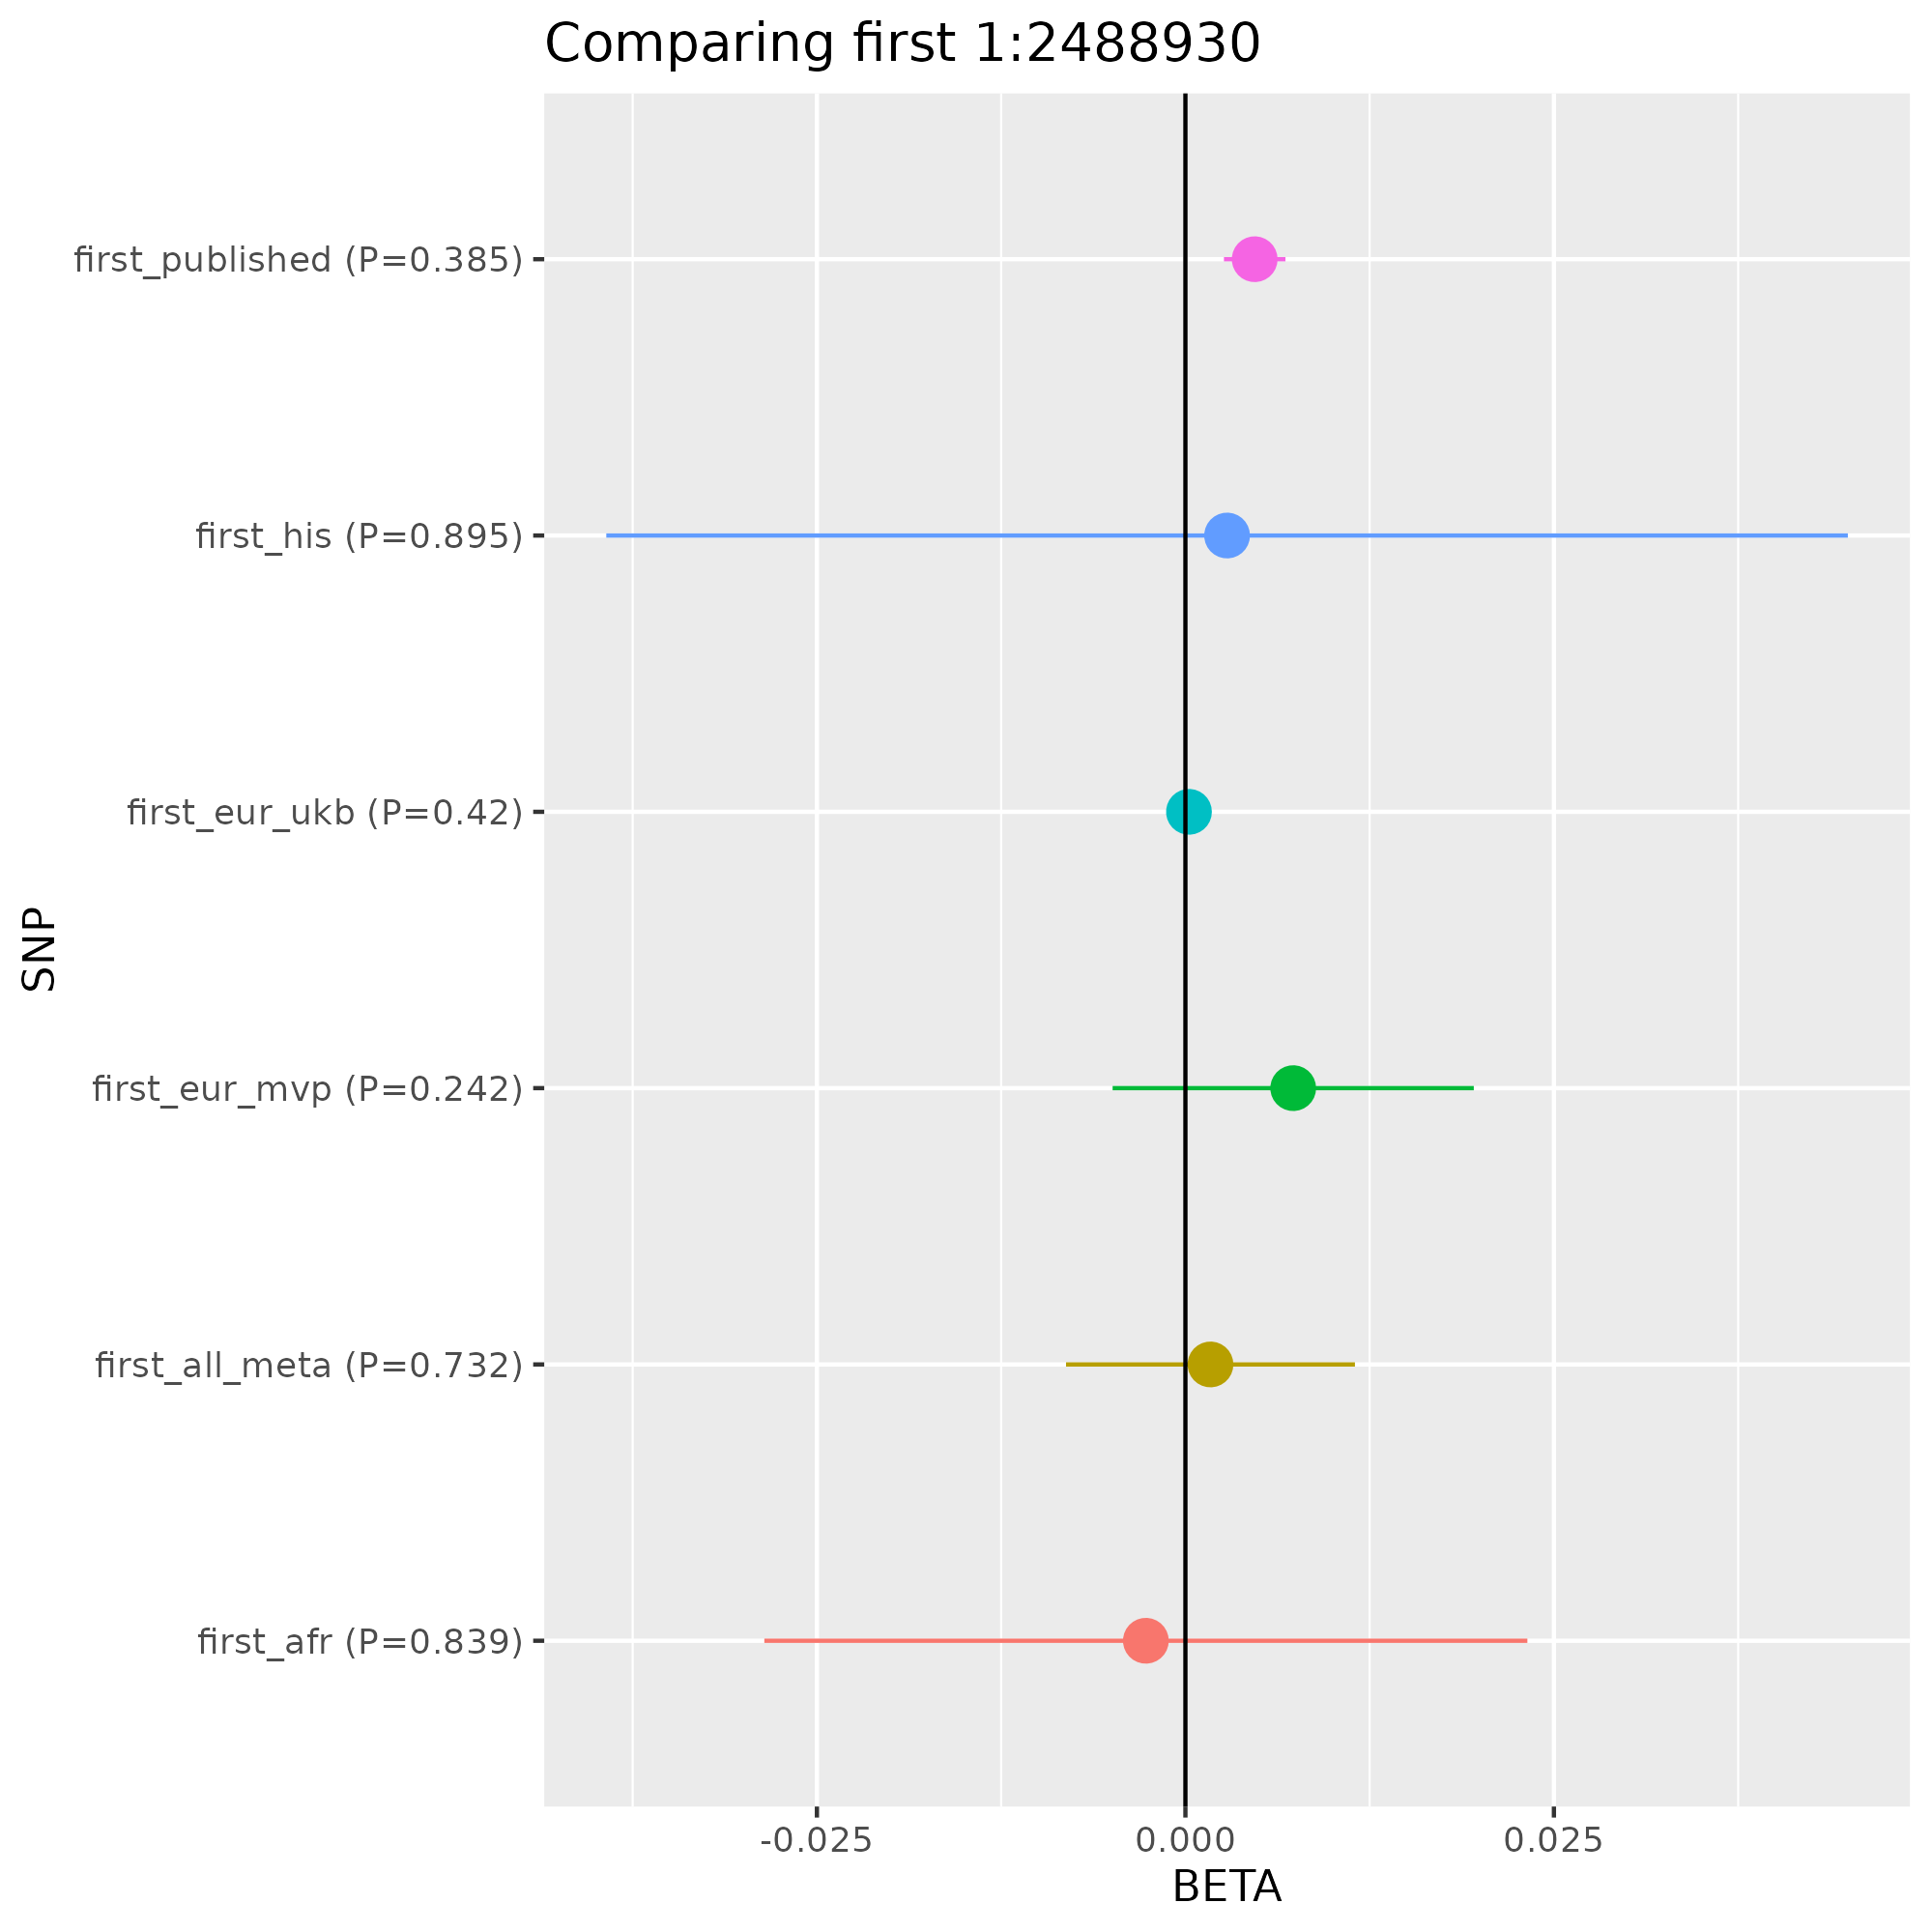 Comparing first 1:2488930
first_published (P=0.385)
first_his (P=0.895)
first_eur_ukb (P=0.42)
SNP
first_eur_mvp (P=0.242)
first_all_meta (P=0.732)
first_afr (P=0.839)
-0.025 0.000 0.025
BETA